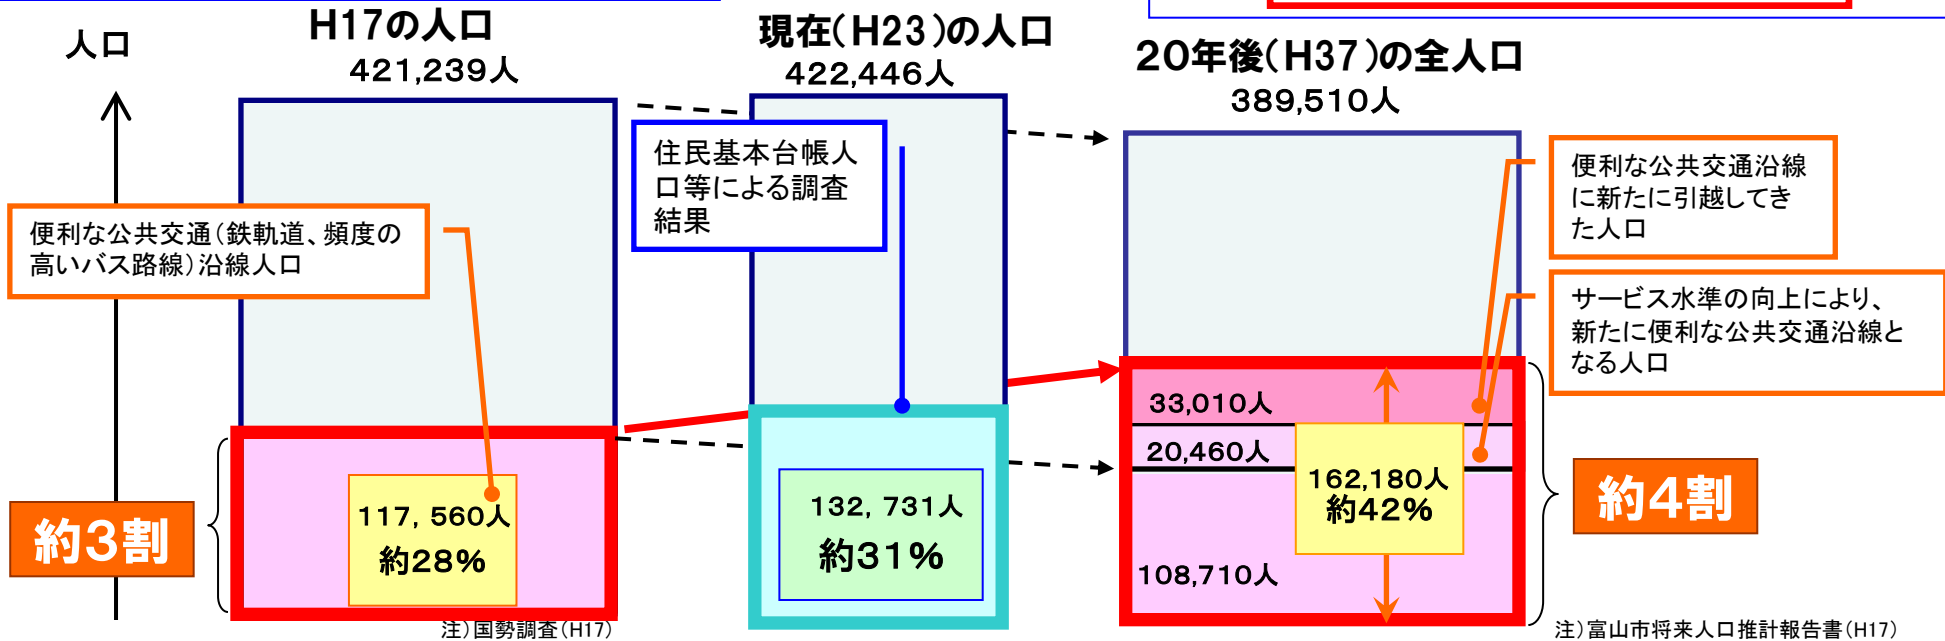 人口
H17の人口
421,239人
現在(H23)の人口
422,446人
20年後(H37)の全人口
389,510人
便利な公共交通(鉄軌道、頻度の
高いバス路線)沿線人口
住民基本台帳人
口等による調査
結果
便利な公共交通沿線
に新たに引越してき
た人口
サービス水準の向上により、
新たに便利な公共交通沿線と
なる人口
約3割
117, 560人
約28%
132, 731人
約31%
33,010人
20,460人
108,710人
162,180人
約42%
約4割
注)国勢調査(H17)
注)富山市将来人口推計報告書(H17)